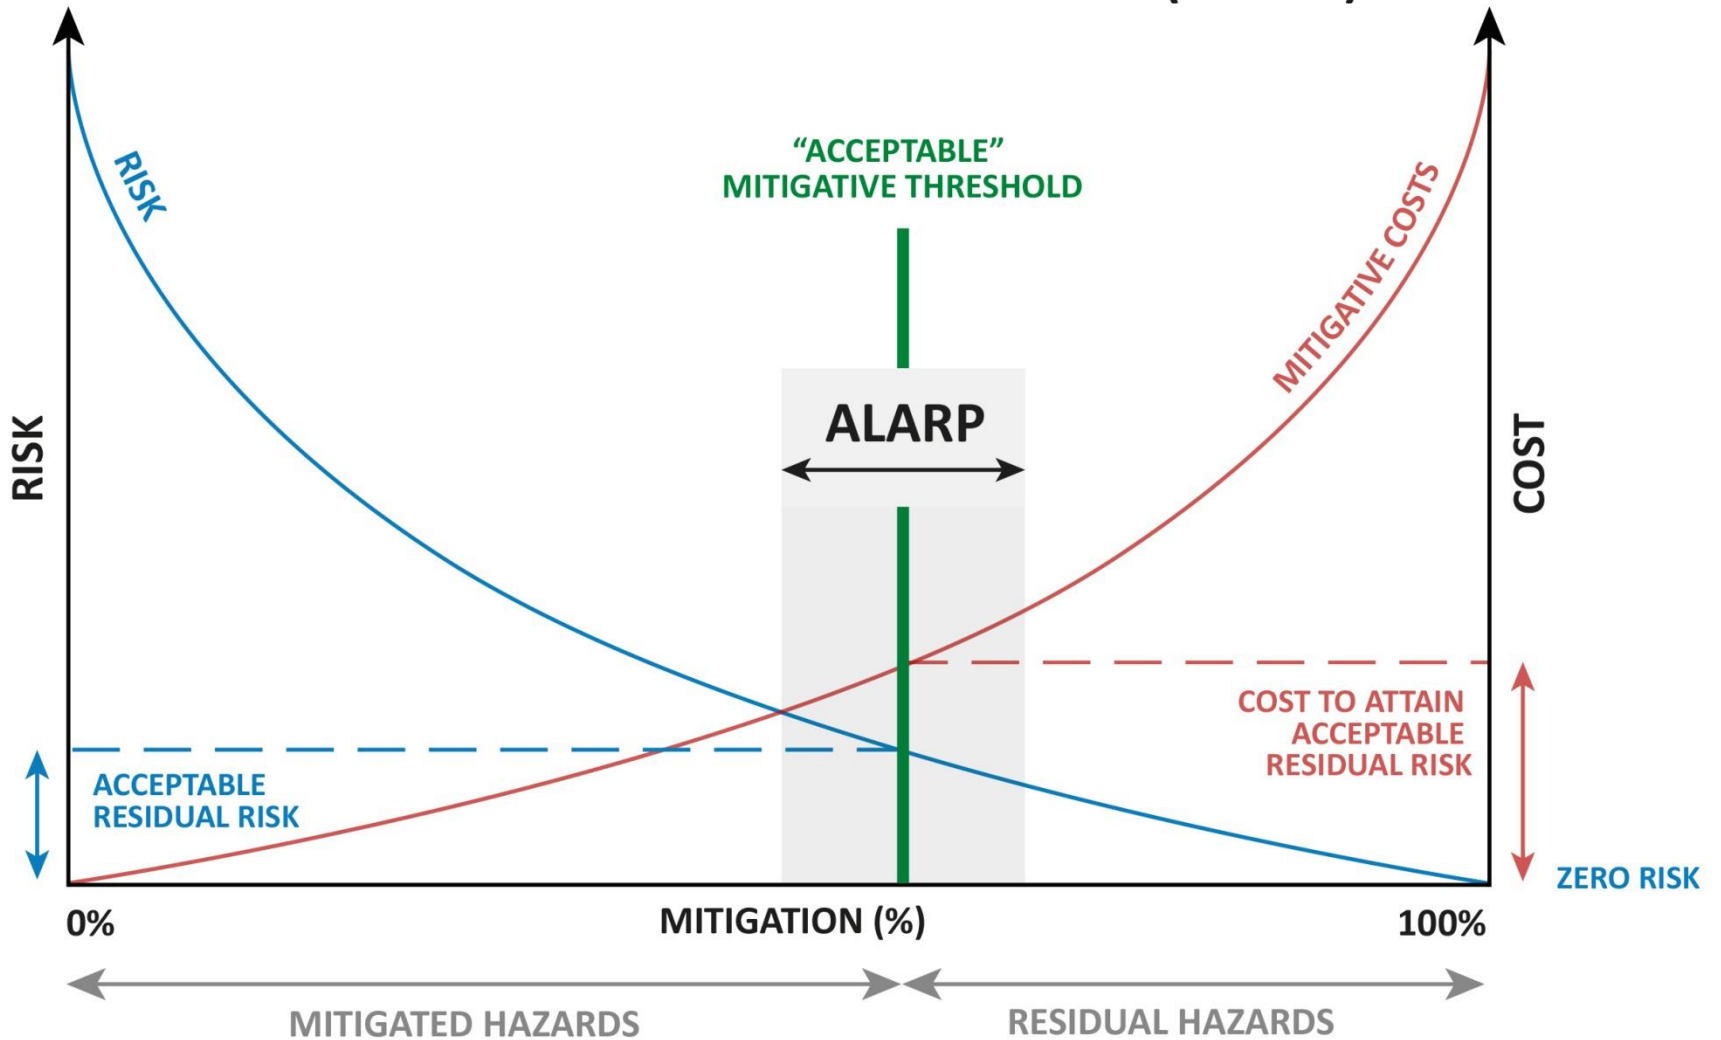 RISK
"ACCEPTABLE"
MITIGATIVE THRESHOLD
MITIGATIVE COSTS
ALARP
RISK
COST
COST TO ATTAIN
ACCEPTABLE
RESIDUAL RISK
ACCEPTABLE
RESIDUAL RISK
ZERO RISK
0%
MITIGATION (%)
100%
MITIGATED HAZARDS
RESIDUAL HAZARDS